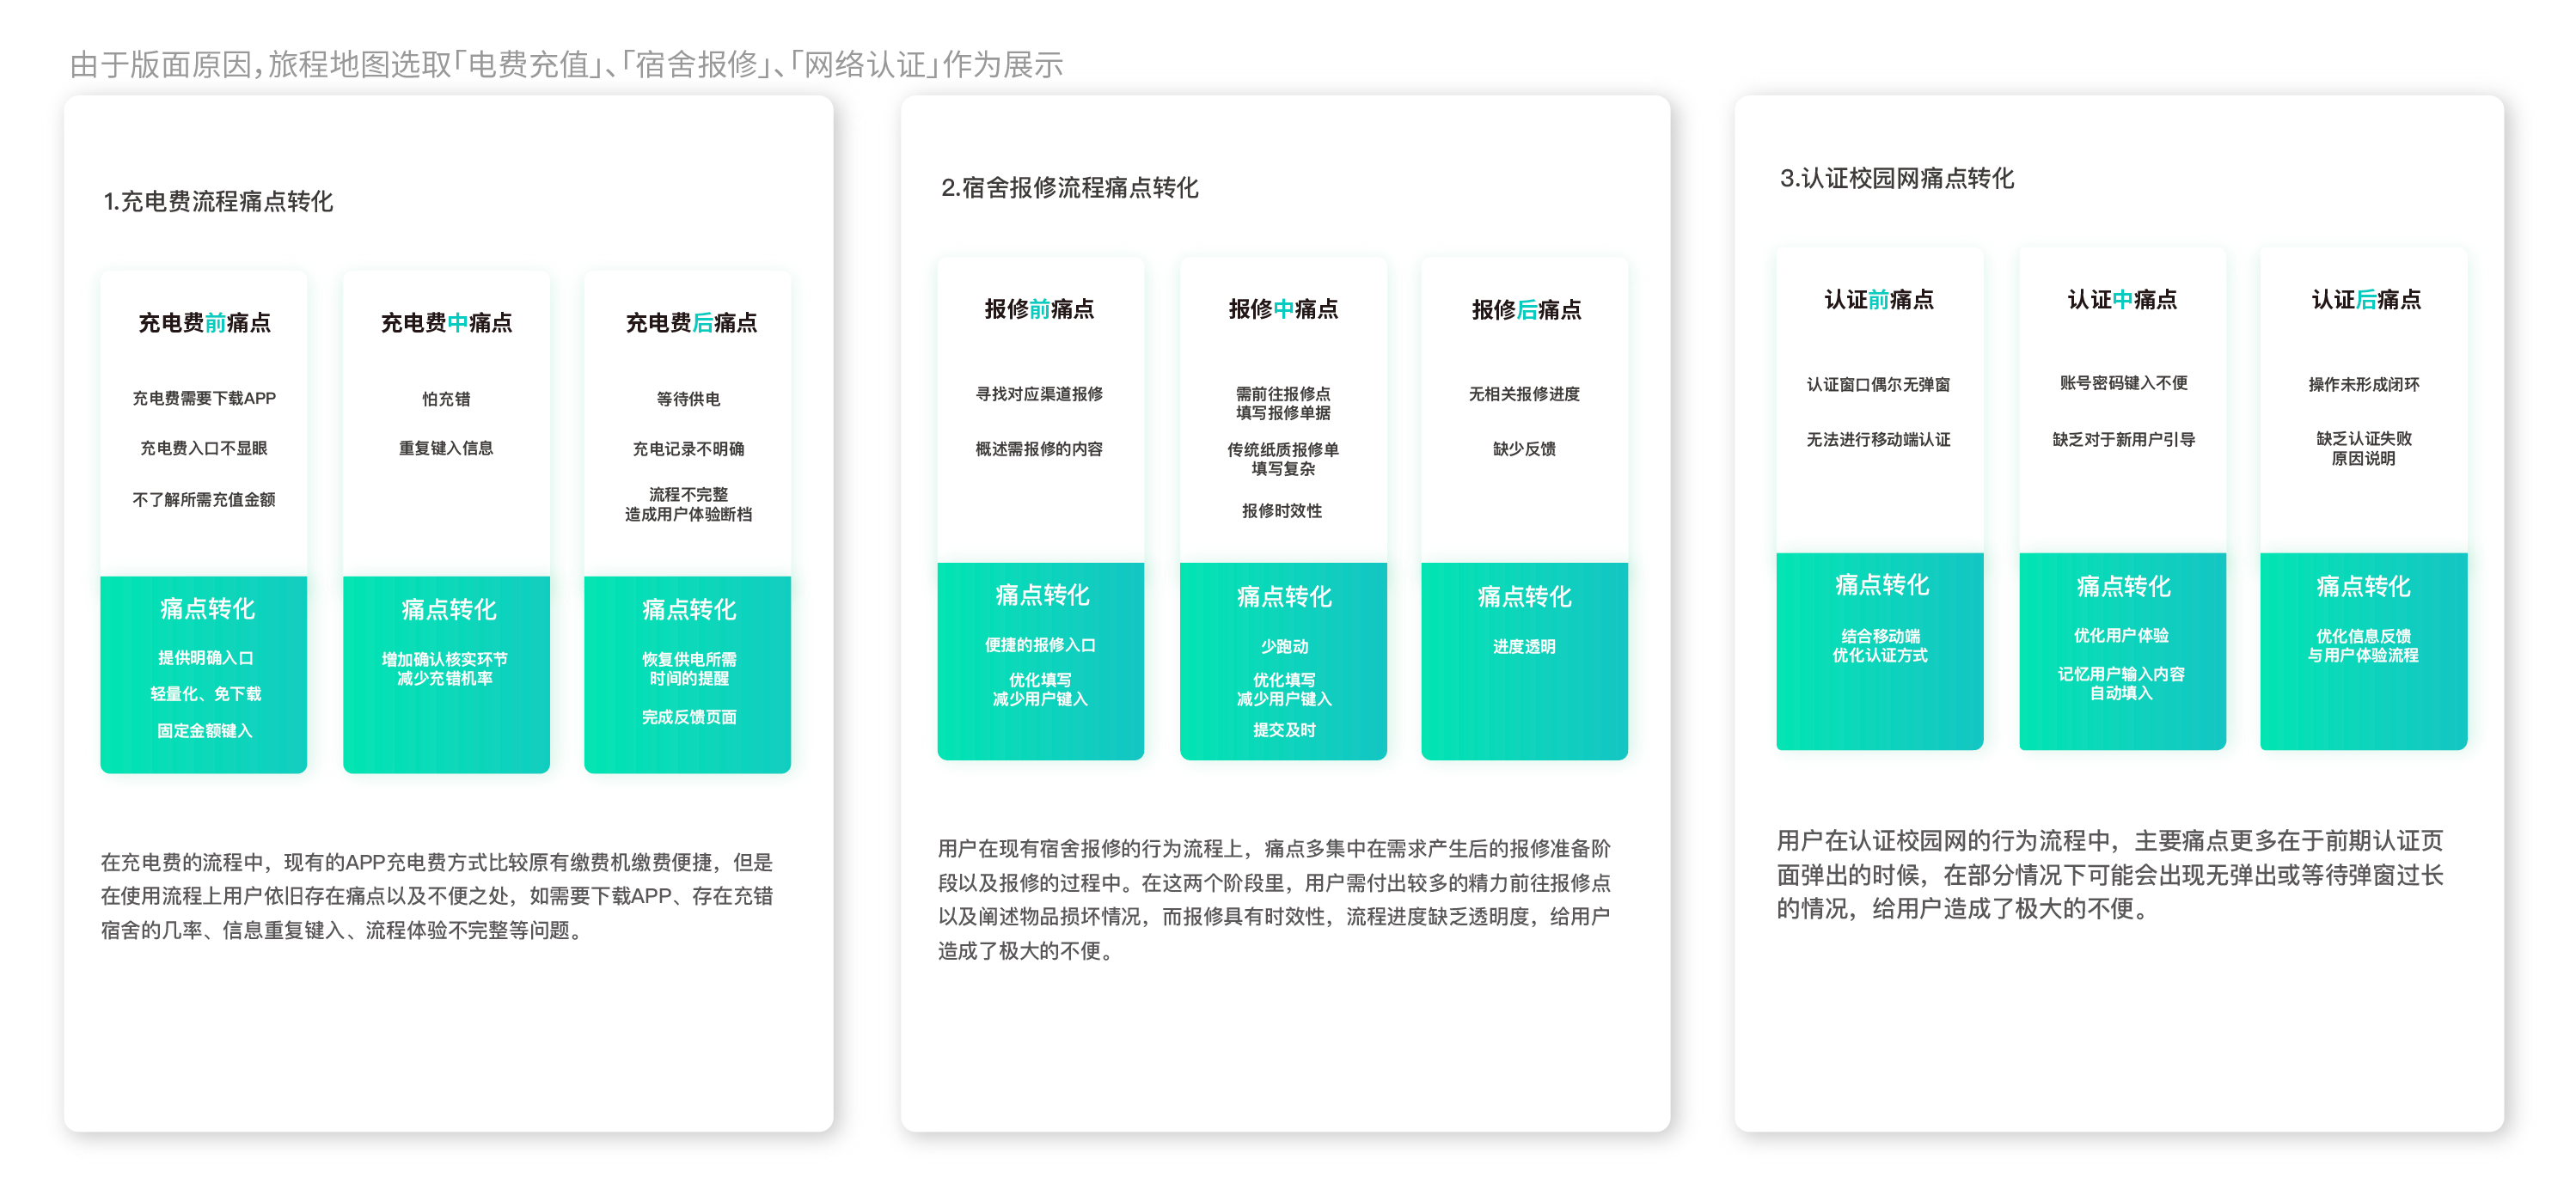 由于版面原因，旅程地图选取「电费充值」、「宿舍报修」、「网络认证」作为展示
1.充电费流程痛点转化
充电费前痛点
充电费需要下载APP
充电费入口不显眼
不了解所需充值金额
痛点转化
提供明确入口
轻量化、免下载
固定金额键入
充电费中痛点
怕充错
重复键入信息
痛点转化
增加确认核实环节
减少充错机率
充电费后痛点
等待供电
充电记录不明确
流程不完整
造成用户体验断档
痛点转化
恢复供电所需
时间的提醒
完成反馈页面
在充电费的流程中，现有的APP充电费方式比较原有缴费机缴费便捷，但是
在使用流程上用户依旧存在痛点以及不便之处，如需要下载APP、存在充错
宿舍的几率、信息重复键入、流程体验不完整等问题。
2.宿舍报修流程痛点转化
报修前痛点
寻找对应渠道报修
概述需报修的内容
痛点转化
便捷的报修入口
优化填写
减少用户键入
报修中痛点
需前往报修点
填写报修单据
传统纸质报修单
填写复杂
报修时效性
痛点转化
少跑动
优化填写
减少用户键入
提交及时
报修后痛点
无相关报修进度
缺少反馈
痛点转化
进度透明
用户在现有宿舍报修的行为流程上，痛点多集中在需求产生后的报修准备阶
段以及报修的过程中。在这两个阶段里，用户需付出较多的精力前往报修点
以及阐述物品损坏情况，而报修具有时效性，流程进度缺乏透明度，给用户
造成了极大的不便。
3.认证校园网痛点转化
认证前痛点
认证窗口偶尔无弹窗
无法进行移动端认证
痛点转化
结合移动端
优化认证方式
认证中痛点
账号密码键入不便
缺乏对于新用户引导
痛点转化
优化用户体验
记忆用户输入内容
自动填入
认证后痛点
操作未形成闭环
缺乏认证失败
原因说明
痛点转化
优化信息反馈
与用户体验流程
用户在认证校园网的行为流程中，主要痛点更多在于前期认证页
面弹出的时候，在部分情况下可能会出现无弹出或等待弹窗过长
的情况，给用户造成了极大的不便。